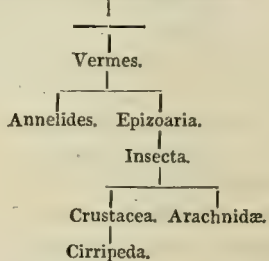 Vermes.
Annelides. Epizoaria.
Insecta.
Crustacea. Arachnidæ.
Cirripeda.